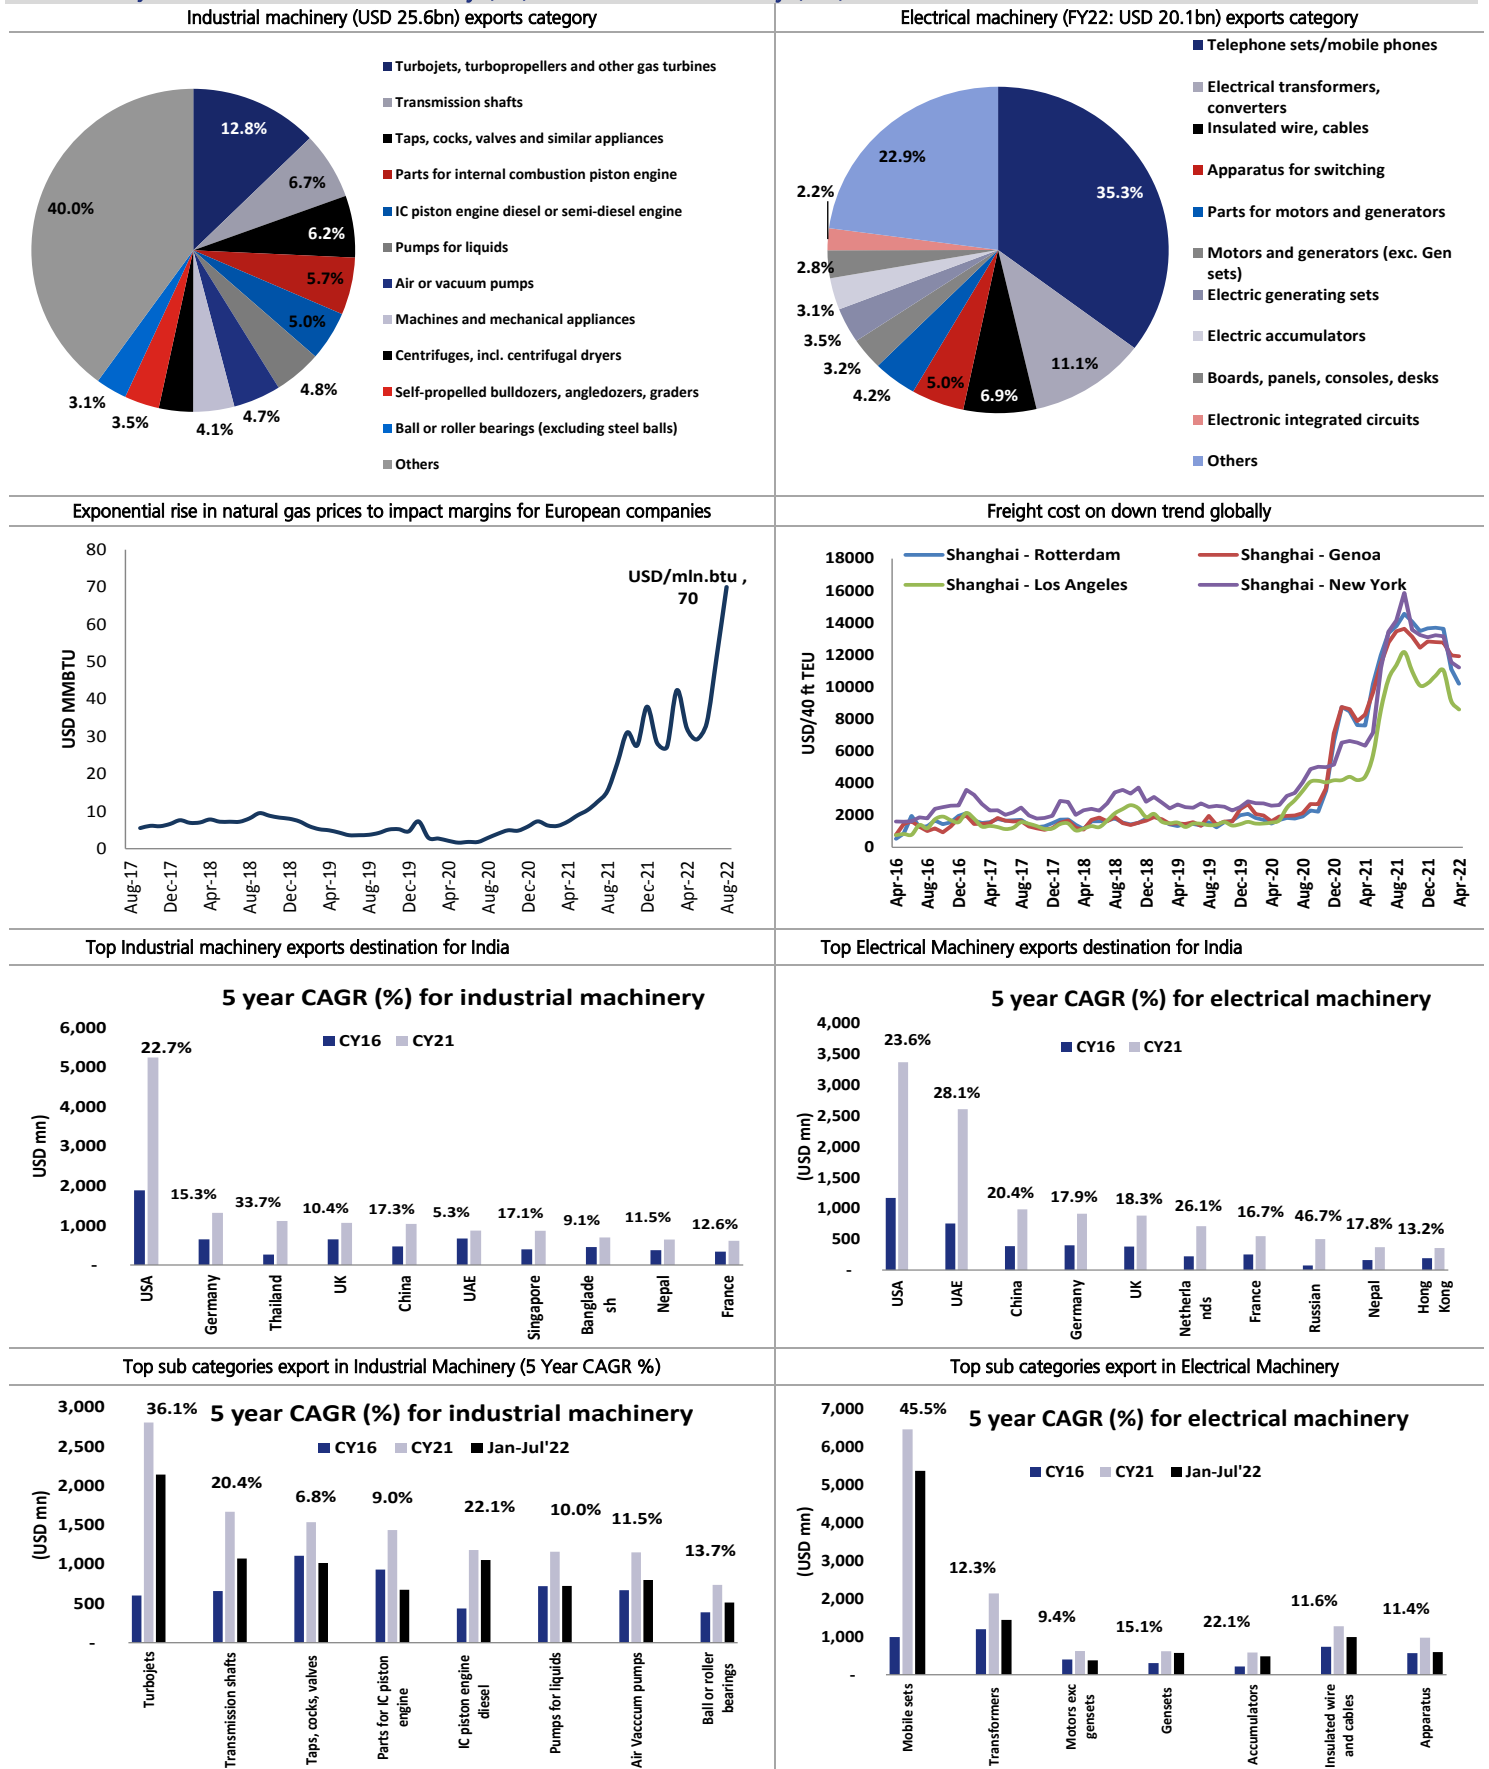 Industrial machinery (USD 25.6bn) exports category
Turbojets, turbopropellers and other gas turbines
Transmission shafts
Taps, cocks, valves and similar appliances
Parts for internal combustion piston engine
IC piston engine diesel or semi-diesel engine
Pumps for liquids
Air or vacuum pumps
Machines and mechanical appliances
Centrifuges, incl. centrifugal dryers
Self-propelled bulldozers, angledozers, graders
Ball or roller bearings (excluding steel balls)
Others
12.8%
6.7%
6.2%
5.7%
5.0%
4.8%
4.7%
4.1%
3.5%
3.1%
40.0%
Electrical machinery (FY22: USD 20.1bn) exports category
Telephone sets/mobile phones
Electrical transformers,
converters
Insulated wire, cables
Apparatus for switching
Parts for motors and generators
Motors and generators (exc. Gen
sets)
Electric generating sets
Electric accumulators
Boards, panels, consoles, desks
Electronic integrated circuits
Others
35.3%
11.1%
6.9%
5.0%
4.2%
3.2%
3.5%
3.1%
2.8%
2.2%
22.9%
Exponential rise in natural gas prices to impact margins for European companies
USD MMBTU
80
70
60
50
40
30
20
10
0
USD/mln.btu ,
70
Aug-17
Dec-17
Apr-18
Aug-18
Dec-18
Apr-19
Aug-19
Dec-19
Apr-20
Aug-20
Dec-20
Apr-21
Aug-21
Dec-21
Apr-22
Aug-22
Freight cost on down trend globally
USD/40 ft TEU
18000
16000
14000
12000
10000
8000
6000
4000
2000
0
Shanghai - Rotterdam
Shanghai - Genoa
Shanghai - Los Angeles
Shanghai - New York
Apr-16
Aug-16
Dec-16
Apr-17
Aug-17
Dec-17
Apr-18
Aug-18
Dec-18
Apr-19
Aug-19
Dec-19
Apr-20
Aug-20
Dec-20
Apr-21
Aug-21
Dec-21
Apr-22
Top Industrial machinery exports destination for India
5 year CAGR (%) for industrial machinery
CY16
CY21
USD mn)
6,000
5,000
4,000
3,000
2,000
1,000
-
22.7%
15.3%
33.7%
10.4%
17.3%
5.3%
17.1%
9.1%
11.5%
12.6%
USA
Germany
Thailand
UK
China
UAE
Singapore
Banglade
sh
Nepal
France
Top Electrical Machinery exports destination for India
5 year CAGR (%) for electrical machinery
CY16
CY21
(USD mn)
4,000
3,500
3,000
2,500
2,000
1,500
1,000
500
-
23.6%
28.1%
20.4%
17.9%
18.3%
26.1%
16.7%
46.7%
17.8%
13.2%
USA
UAE
China
Germany
UK
Netherla
nds
France
Russian
Nepal
Hong
Kong
Top sub categories export in Industrial Machinery (5 Year CAGR %)
5 year CAGR (%) for industrial machinery
CY16
CY21
Jan-Jul'22
(USD mn)
3,000
2,500
2,000
1,500
1,000
500
-
36.1%
20.4%
6.8%
9.0%
22.1%
10.0%
11.5%
13.7%
Turbojets
Transmission shafts
Taps, cocks, valves
Parts for IC piston
engine
IC piston engine
diesel
Pumps for liquids
Air Vacccum pumps
Ball or roller
bearings
Top sub categories export in Electrical Machinery
5 year CAGR (%) for electrical machinery
CY16
CY21
Jan-Jul'22
(USD mn)
7,000
6,000
5,000
4,000
3,000
2,000
1,000
-
45.5%
12.3%
9.4%
15.1%
22.1%
11.6%
11.4%
Mobile sets
Transformers
Motors exc
gensets
Gensets
Accumulators
Insulated wire
and cables
Apparatus